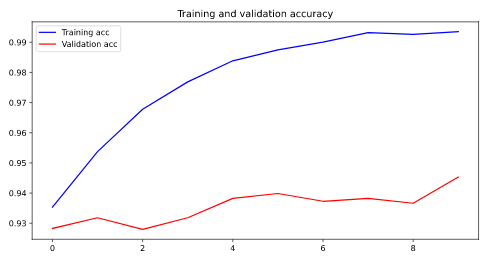 Training and validation accuracy
Training acc
Validation acc
0.99
0.98
0.97
0.96
0.95
0.94
0.93
0 2 4 6 8